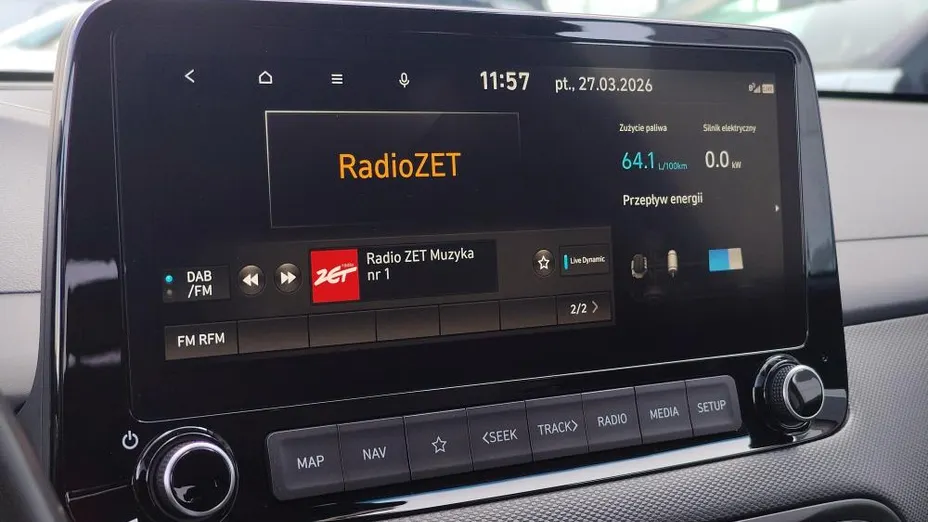 11:57 pt., 27.03.2026
RadioZET
Zużycie paliwa Silnik elektryczny
64.1 L/100km 0.0 kW
Przepływ energii
DAB
/FM
ZET
Radio ZET Muzyka
nr 1
Live Dynamic
FM RFM
2/2
MAP NAV <SEEK TRACK> RADIO MEDIA SETUP